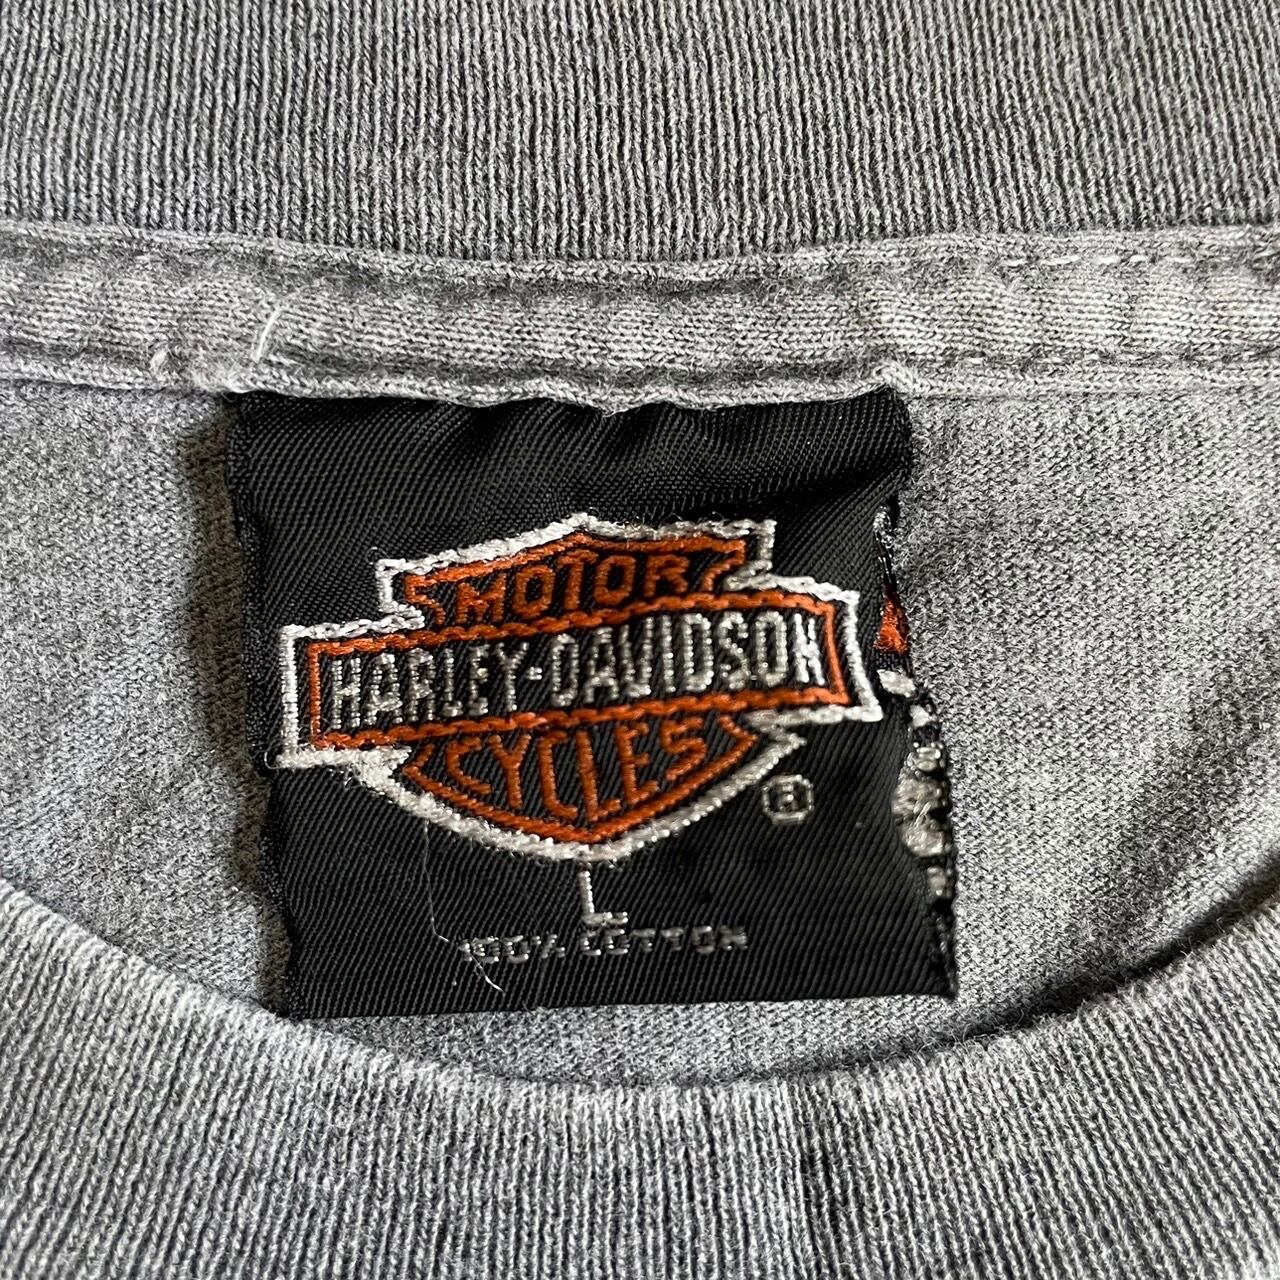 MOTOR
HARLEY-DAVIDSON
CYCLES
®
L
100% COTTON